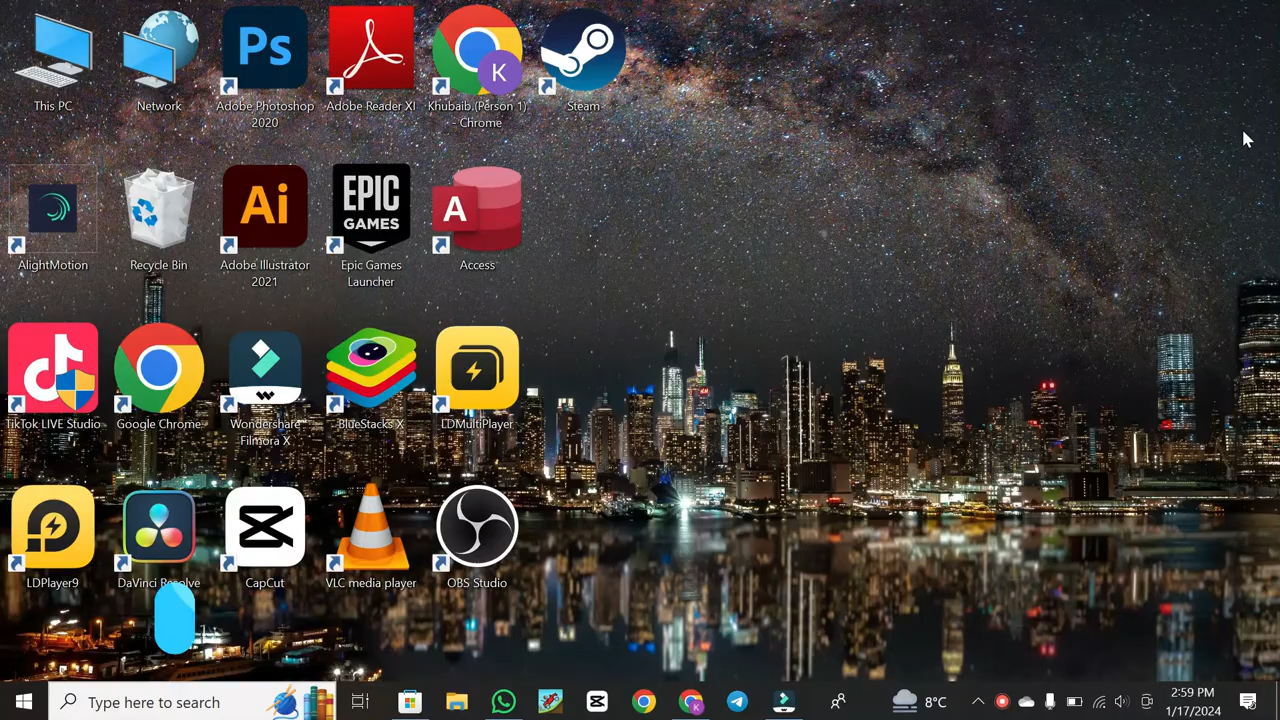 This PC
Network
Ps
Adobe Photoshop
2020
Adobe Reader XI
K
Khubaib (Person 1)
- Chrome
Steam
AlightMotion
Recycle Bin
Ai
Adobe Illustrator
2021
EPIC
GAMES
Epic Games
Launcher
A
Access
TikTok LIVE Studio
Google Chrome
Wondershare
Filmora X
BlueStacks X
LDMultiPlayer
LDPlayer9
DaVinci Resolve
CapCut
VLC media player
OBS Studio
Type here to search
K
8°C
2:59 PM
1/17/2024